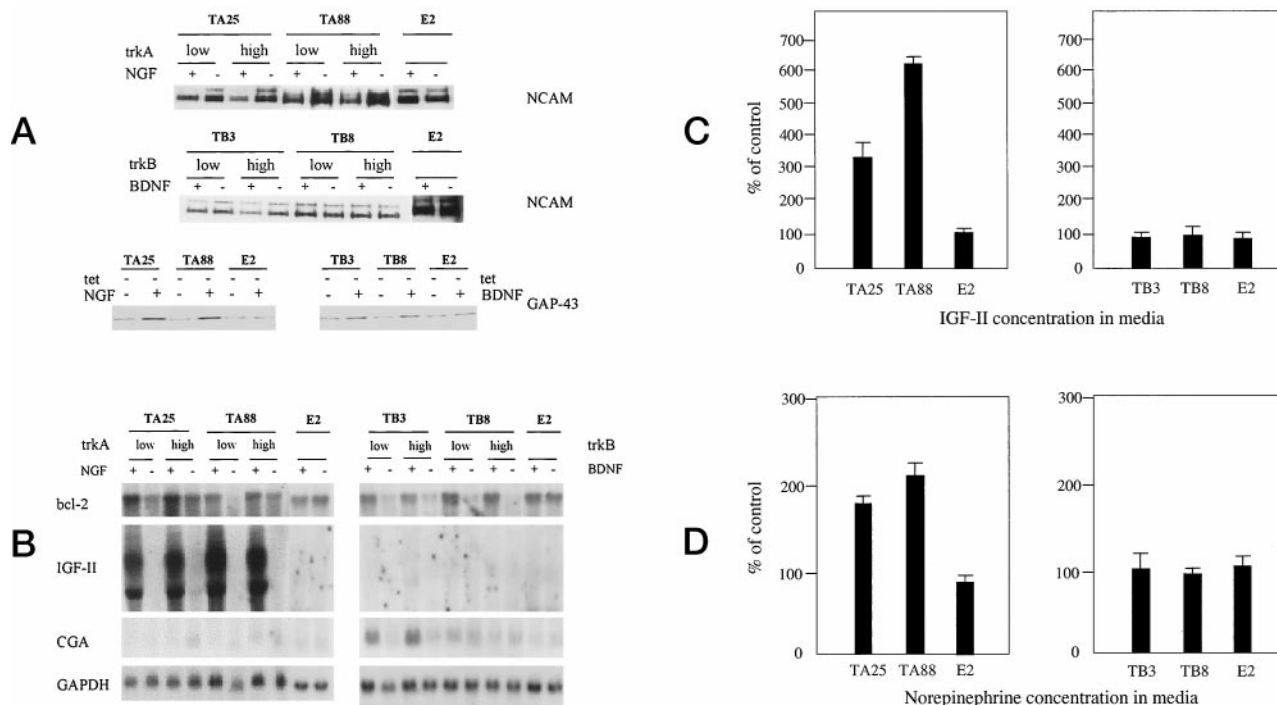 A
TA25 TA88 E2
trkA low high low high
NGF + - + - + - + - + -
NCAM
TB3 TB8 E2
trkB low high low high
BDNF + - + - + - + - + -
NCAM
TA25 TA88 E2
tet - - - - - -
NGF - + - + - +
TB3 TB8 E2
- - - - - - tet
- + - + - + BDNF
GAP-43
B
TA25 TA88 E2 TB3 TB8 E2
trkA low high low high low high low high trkB
NGF + - + - + - + - + - + - + - + - + - + - BDNF
bcl-2
IGF-II
CGA
GAPDH
C
% of control
700
600
500
400
300
200
100
0
TA25 TA88 E2
700
600
500
400
300
200
100
0
TB3 TB8 E2
IGF-II concentration in media
D
% of control
300
200
100
0
TA25 TA88 E2
300
200
100
0
TB3 TB8 E2
Norepinephrine concentration in media